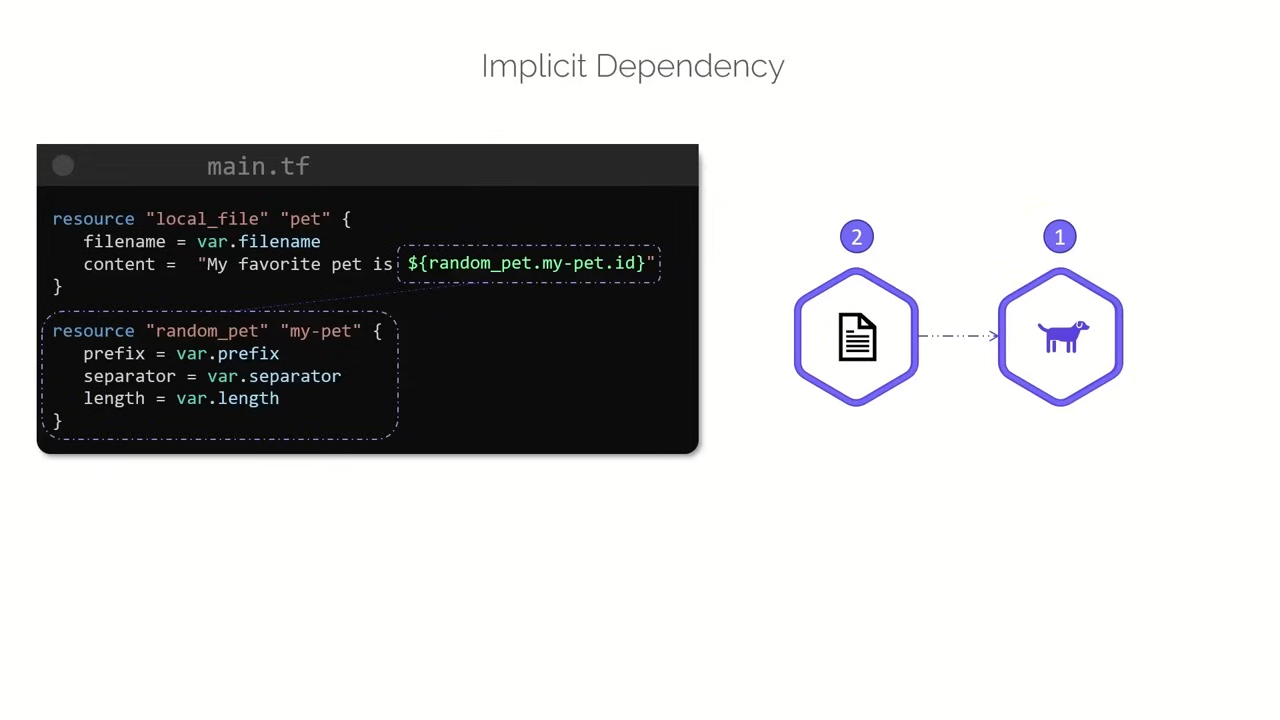 Implicit Dependency
main.tf
resource "local_file" "pet" {
filename = var.filename
content = "My favorite pet is ${random_pet.my-pet.id}"
}
resource "random_pet" "my-pet" {
prefix = var.prefix
separator = var.separator
length = var.length
}
2
1